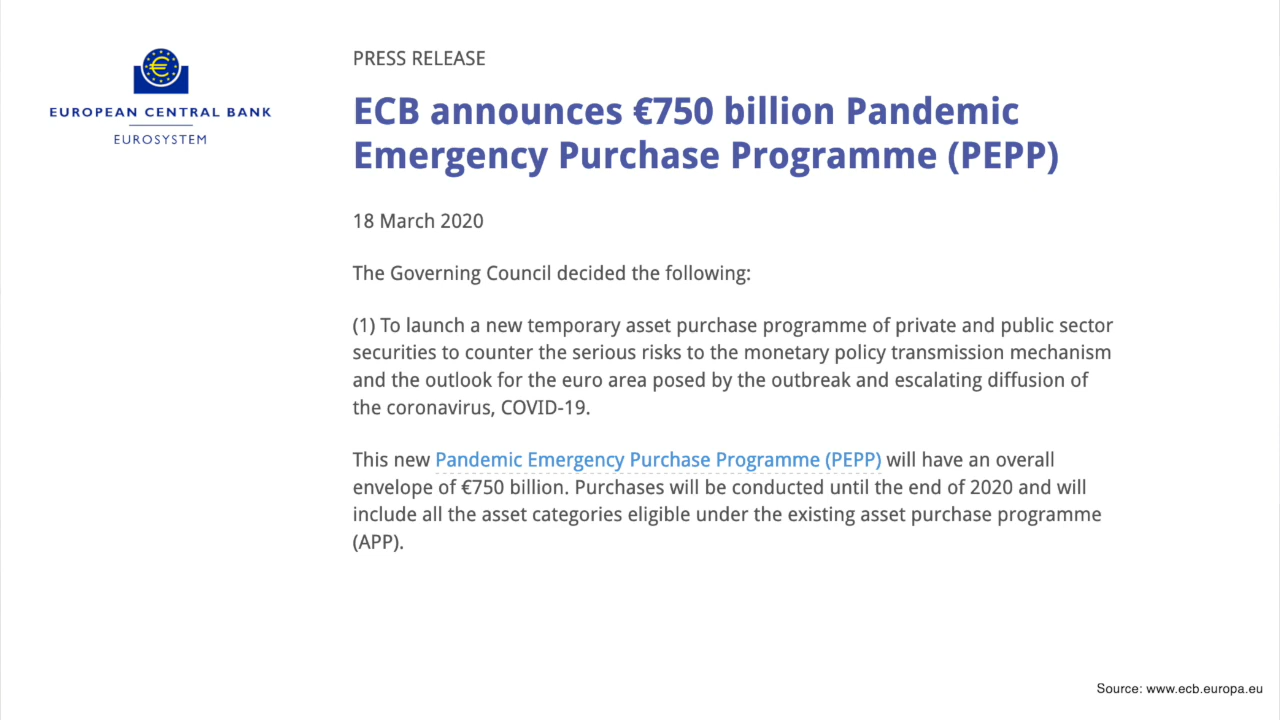 EUROPEAN CENTRAL BANK
EUROSYSTEM
PRESS RELEASE
ECB announces €750 billion Pandemic
Emergency Purchase Programme (PEPP)
18 March 2020
The Governing Council decided the following:
(1) To launch a new temporary asset purchase programme of private and public sector
securities to counter the serious risks to the monetary policy transmission mechanism
and the outlook for the euro area posed by the outbreak and escalating diffusion of
the coronavirus, COVID-19.
This new Pandemic Emergency Purchase Programme (PEPP) will have an overall
envelope of €750 billion. Purchases will be conducted until the end of 2020 and will
include all the asset categories eligible under the existing asset purchase programme
(APP).
Source: www.ecb.europa.eu